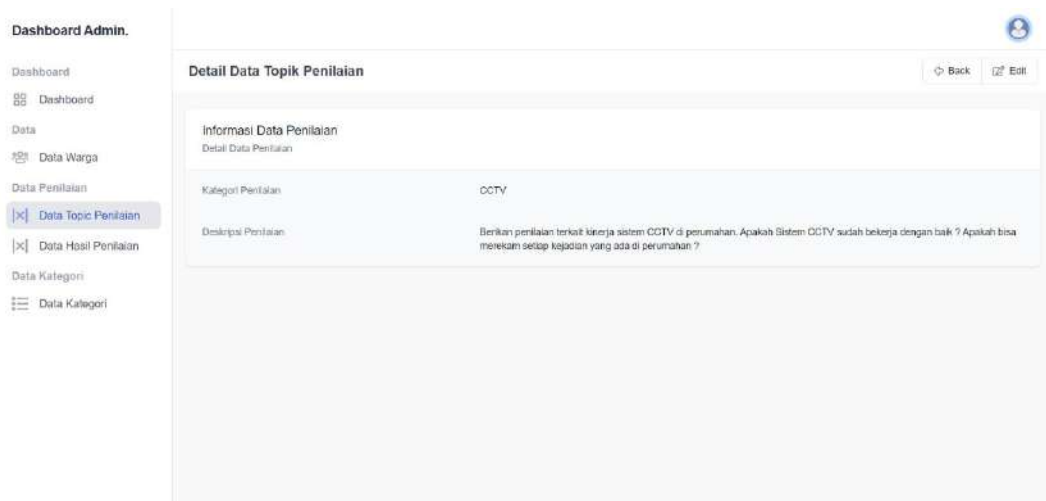 Dashboard Admin.
Dashboard
Dashboard
Data
Data Warga
Data Penilaian
Data Topic Penilaian
Data Hasil Penilaian
Data Kategori
Data Kategori
Detail Data Topik Penilaian
Back
Edit
Informasi Data Penilaian
Detail Data Penilaian
Kategori Penilaian
CCTV
Deskripsi Penilaian
Berikan penilaian terkait kinerja sistem CCTV di perumahan. Apakah Sistem CCTV sudah bekerja dengan baik ? Apakah bisa
merekam setiap kejadian yang ada di perumahan ?